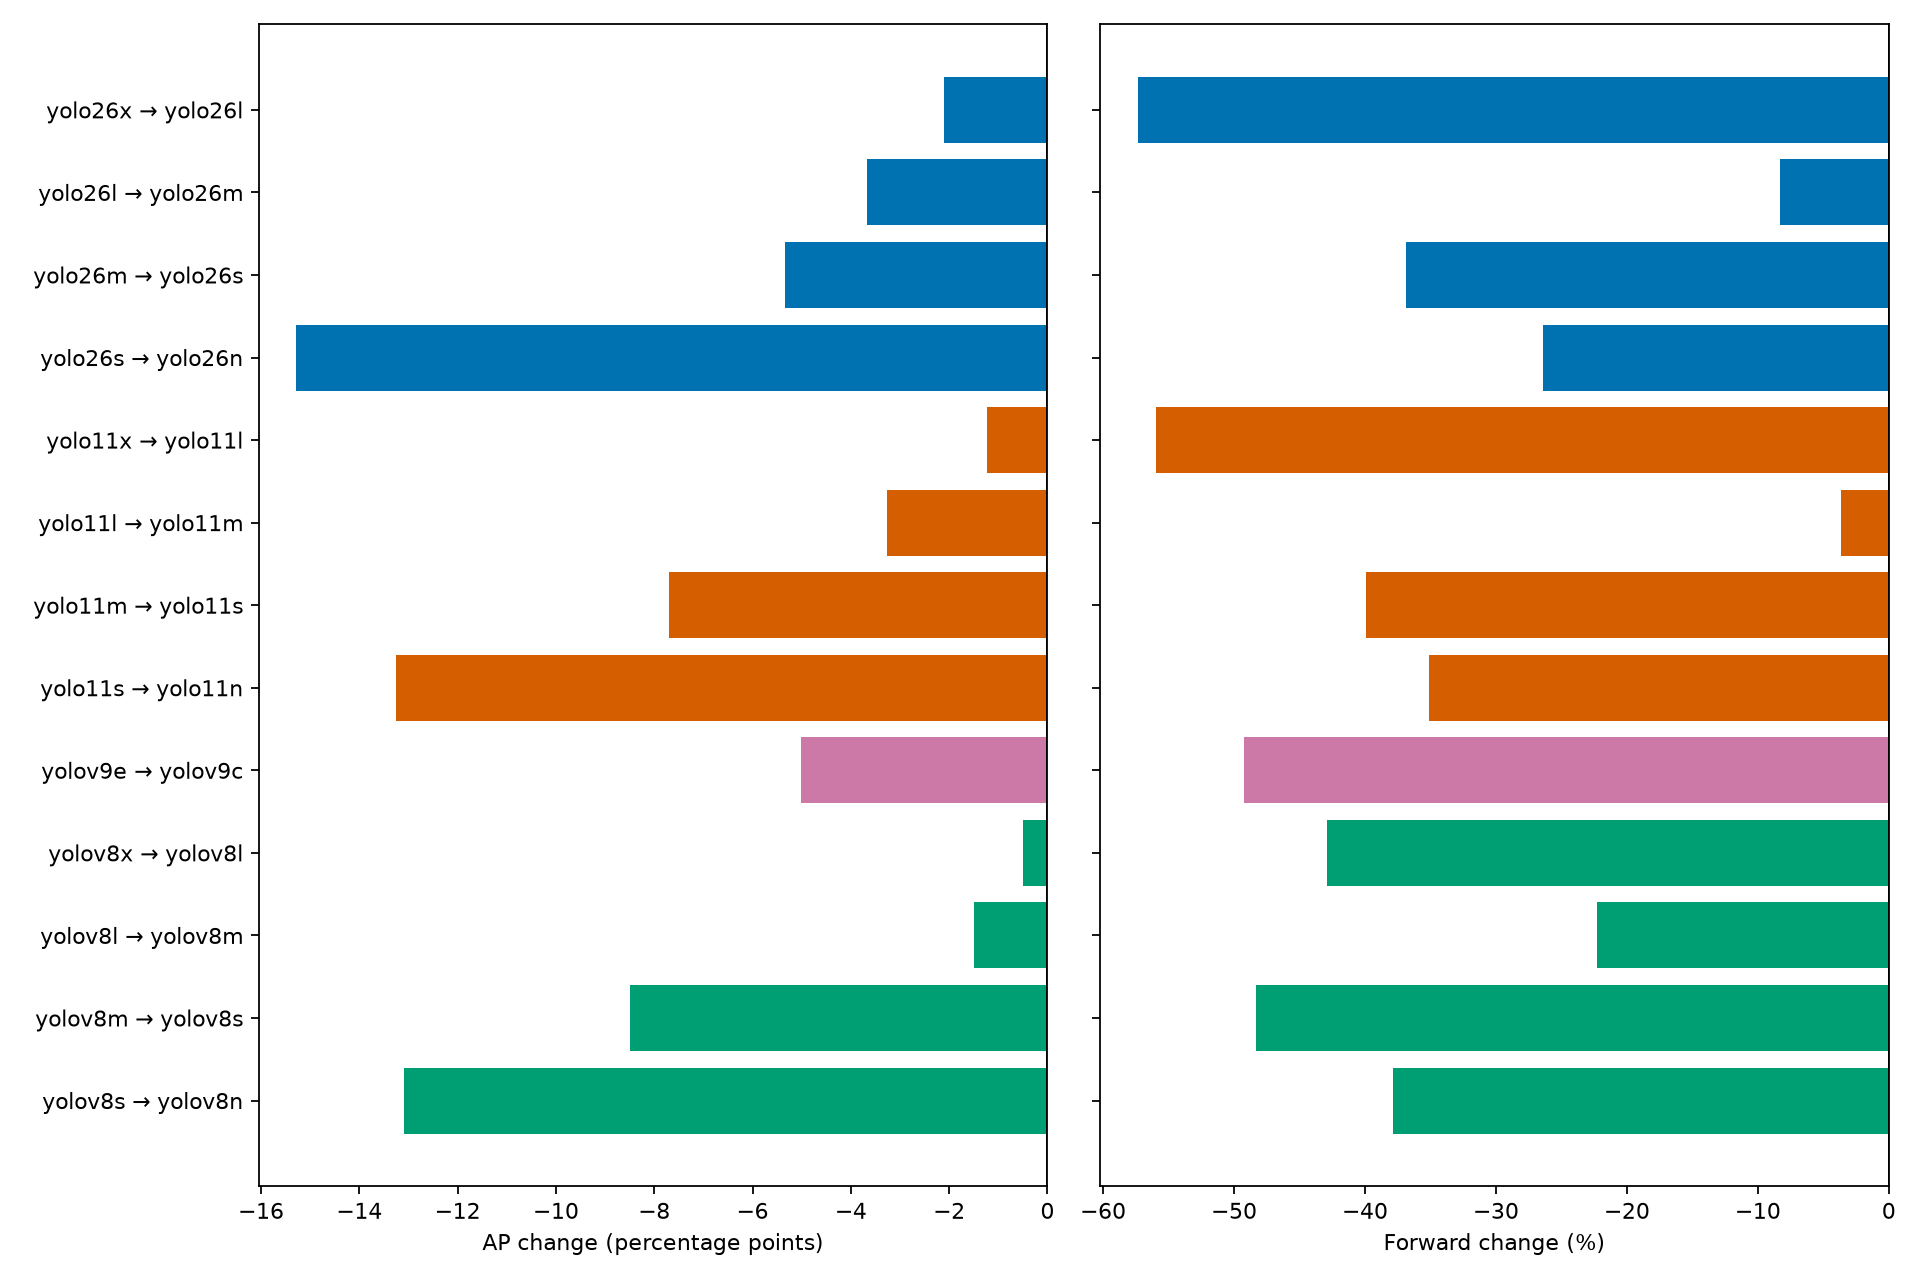 yolo26x → yolo26l
yolo26l → yolo26m
yolo26m → yolo26s
yolo26s → yolo26n
yolo11x → yolo11l
yolo11l → yolo11m
yolo11m → yolo11s
yolo11s → yolo11n
yolov9e → yolov9c
yolov8x → yolov8l
yolov8l → yolov8m
yolov8m → yolov8s
yolov8s → yolov8n
−16 −14 −12 −10 −8 −6 −4 −2 0
AP change (percentage points)
−60 −50 −40 −30 −20 −10 0
Forward change (%)